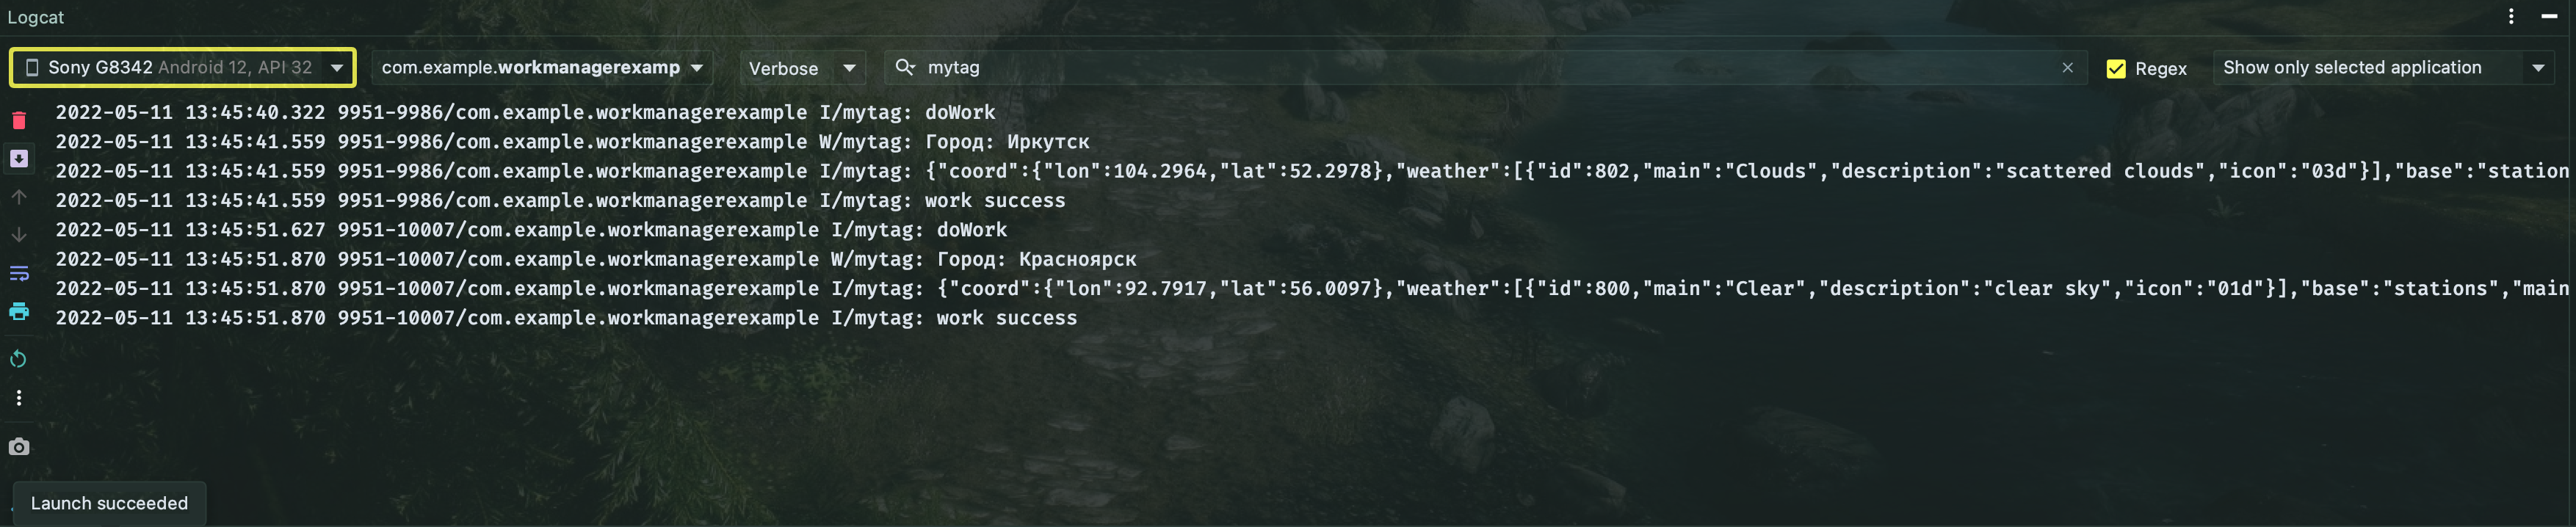 Logcat
Sony G8342 Android 12, API 32 com.example.workmanagerexamp Verbose mytag Regex Show only selected application
2022-05-11 13:45:40.322 9951-9986/com.example.workmanagerexample I/mytag: doWork
2022-05-11 13:45:41.559 9951-9986/com.example.workmanagerexample W/mytag: Город: Иркутск
2022-05-11 13:45:41.559 9951-9986/com.example.workmanagerexample I/mytag: {"coord":{"lon":104.2964,"lat":52.2978},"weather":[{"id":802,"main":"Clouds","description":"scattered clouds","icon":"03d"}],"base":"station
2022-05-11 13:45:41.559 9951-9986/com.example.workmanagerexample I/mytag: work success
2022-05-11 13:45:51.627 9951-10007/com.example.workmanagerexample I/mytag: doWork
2022-05-11 13:45:51.870 9951-10007/com.example.workmanagerexample W/mytag: Город: Красноярск
2022-05-11 13:45:51.870 9951-10007/com.example.workmanagerexample I/mytag: {"coord":{"lon":92.7917,"lat":56.0097},"weather":[{"id":800,"main":"Clear","description":"clear sky","icon":"01d"}],"base":"stations","main
2022-05-11 13:45:51.870 9951-10007/com.example.workmanagerexample I/mytag: work success
Launch succeeded